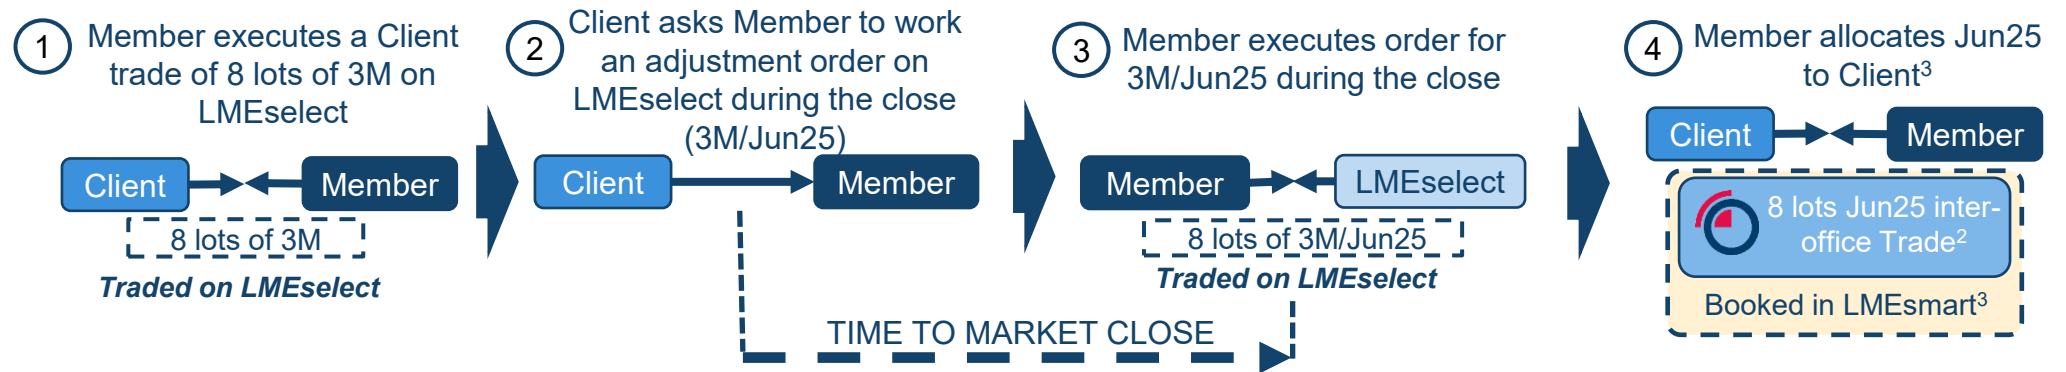 1
Member executes a Client
trade of 8 lots of 3M on
LMEselect
Client
Member
8 lots of 3M
Traded on LMEselect
2
Client asks Member to work
an adjustment order on
LMEselect during the close
(3M/Jun25)
Client
Member
TIME TO MARKET CLOSE
3
Member executes order for
3M/Jun25 during the close
Member
LMEselect
8 lots of 3M/Jun25
Traded on LMEselect
4
Member allocates Jun25
to Client³
Client
Member
8 lots Jun25 inter-
office Trade²
Booked in LMEsmart³